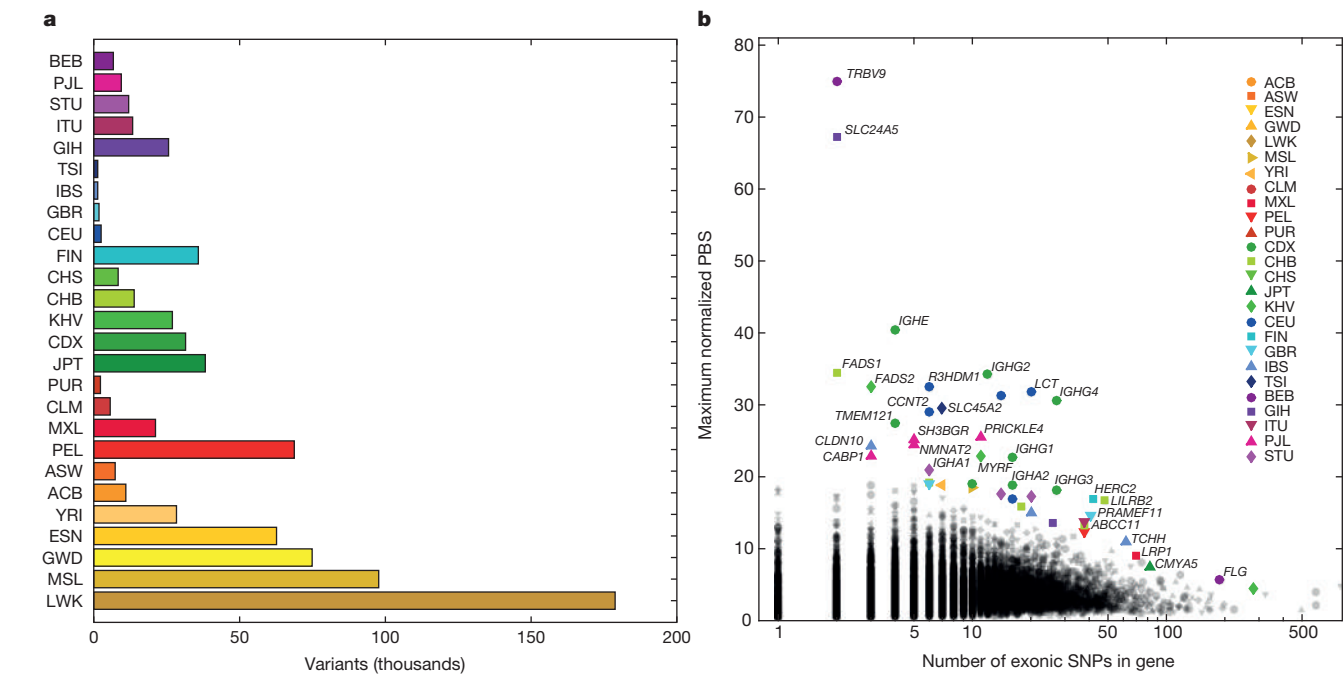 a
BEB
PJL
STU
ITU
GIH
TSI
IBS
GBR
CEU
FIN
CHS
CHB
KHV
CDX
JPT
PUR
CLM
MXL
PEL
ASW
ACB
YRI
ESN
GWD
MSL
LWK
0 50 100 150 200
Variants (thousands)
b
Maximum normalized PBS
80
70
60
50
40
30
20
10
0
TRBV9
SLC24A5
IGHE
FADS1
FADS2
R3HDM1
IGHG2
LCT
IGHG4
CCNT2
SLC45A2
TMEM121
SH3BGR
PRICKLE4
CLDN10
CABP1
NMNAT2
IGHG1
IGHA1
MYRF
IGHA2
IGHG3
HERC2
LILRB2
PRAMEF11
ABCC11
TCHH
LRP1
CMYA5
FLG
ACB
ASW
ESN
GWD
LWK
MSL
YRI
CLM
MXL
PEL
PUR
CDX
CHB
CHS
JPT
KHV
CEU
FIN
GBR
IBS
TSI
BEB
GIH
ITU
PJL
STU
1 5 10 50 100 500
Number of exonic SNPs in gene